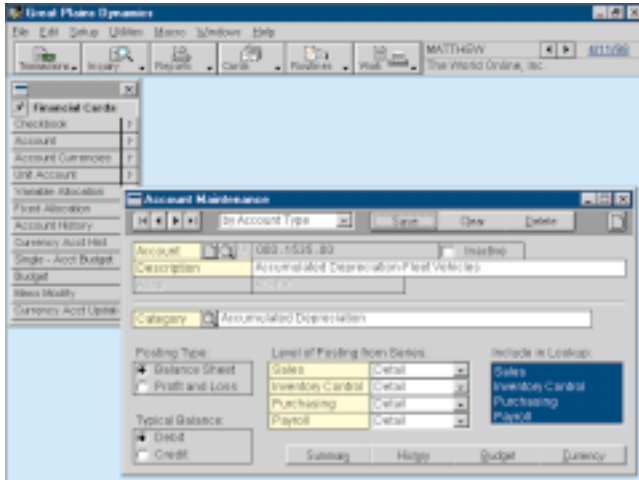 Great Plains Dynamics
File Edit Setup Utilities Macro Windows Help
Transactions Inquiry Reports Cards Routines Work MATTHEW
The World Online, Inc.
Financial Cards
Checkbook
Account
Account Currencies
Unit Account
Variable Allocation
Fixed Allocation
Account History
Currency Acct Hist
Single - Acct Budget
Budget
Mass Modify
Currency Acct Update
Account Maintenance
by Account Type Save Clear Delete
Account 000 -1535 -00 Inactive
Description Accumulated Depreciation-Fleet Vehicles
Alias
Category Accumulated Depreciation
Posting Type: Level of Posting from Series: Include in Lookup:
Balance Sheet Sales Detail Sales
Profit and Loss Inventory Control Detail Inventory Control
Purchasing Detail Purchasing
Typical Balance: Payroll Detail Payroll
Debit
Credit Summary History Budget Currency